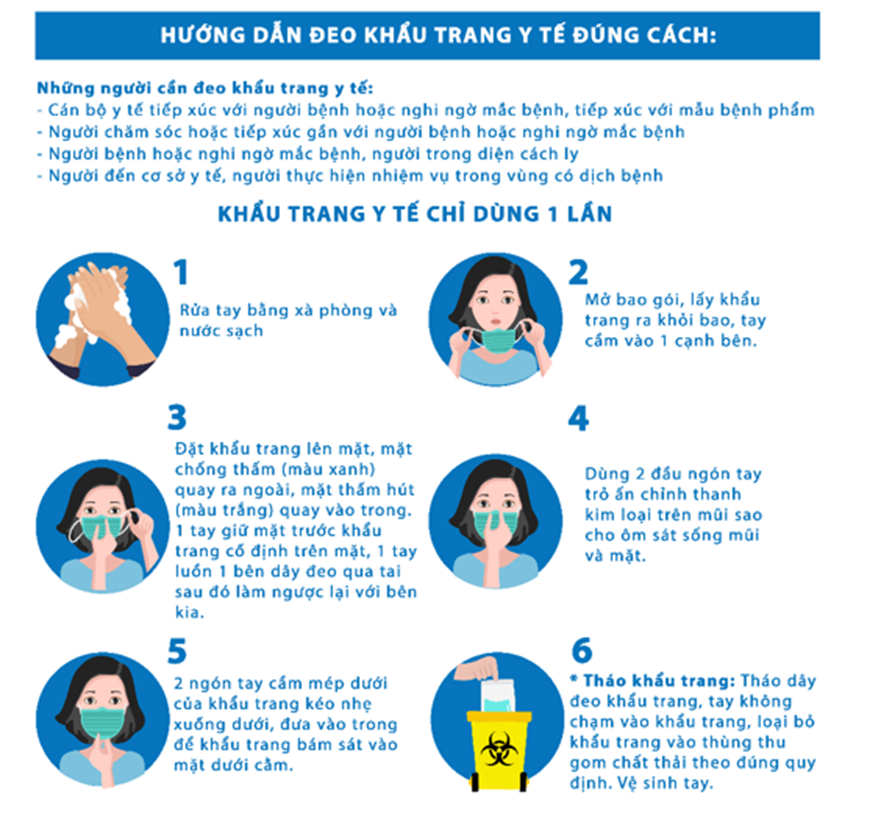 HƯỚNG DẪN ĐEO KHẨU TRANG Y TẾ ĐÚNG CÁCH:
Những người cần đeo khẩu trang y tế:
- Cán bộ y tế tiếp xúc với người bệnh hoặc nghi ngờ mắc bệnh, tiếp xúc với mẫu bệnh phẩm
- Người chăm sóc hoặc tiếp xúc gần với người bệnh hoặc nghi ngờ mắc bệnh
- Người bệnh hoặc nghi ngờ mắc bệnh, người trong diện cách ly
- Người đến cơ sở y tế, người thực hiện nhiệm vụ trong vùng có dịch bệnh
KHẨU TRANG Y TẾ CHỈ DÙNG 1 LẦN
1
Rửa tay bằng xà phòng và
nước sạch
2
Mở bao gói, lấy khẩu
trang ra khỏi bao, tay
cầm vào 1 cạnh bên.
3
Đặt khẩu trang lên mặt, mặt
chống thấm (màu xanh)
quay ra ngoài, mặt thấm hút
(màu trắng) quay vào trong.
1 tay giữ mặt trước khẩu
trang cố định trên mặt, 1 tay
luồn 1 bên dây đeo qua tai
sau đó làm ngược lại với bên
kia.
4
Dùng 2 đầu ngón tay
trỏ ấn chỉnh thanh
kim loại trên mũi sao
cho ôm sát sống mũi
và mặt.
5
2 ngón tay cầm mép dưới
của khẩu trang kéo nhẹ
xuống dưới, đưa vào trong
để khẩu trang bám sát vào
mặt dưới cằm.
6
* Tháo khẩu trang: Tháo dây
đeo khẩu trang, tay không
chạm vào khẩu trang, loại bỏ
khẩu trang vào thùng thu
gom chất thải theo đúng quy
định. Vệ sinh tay.